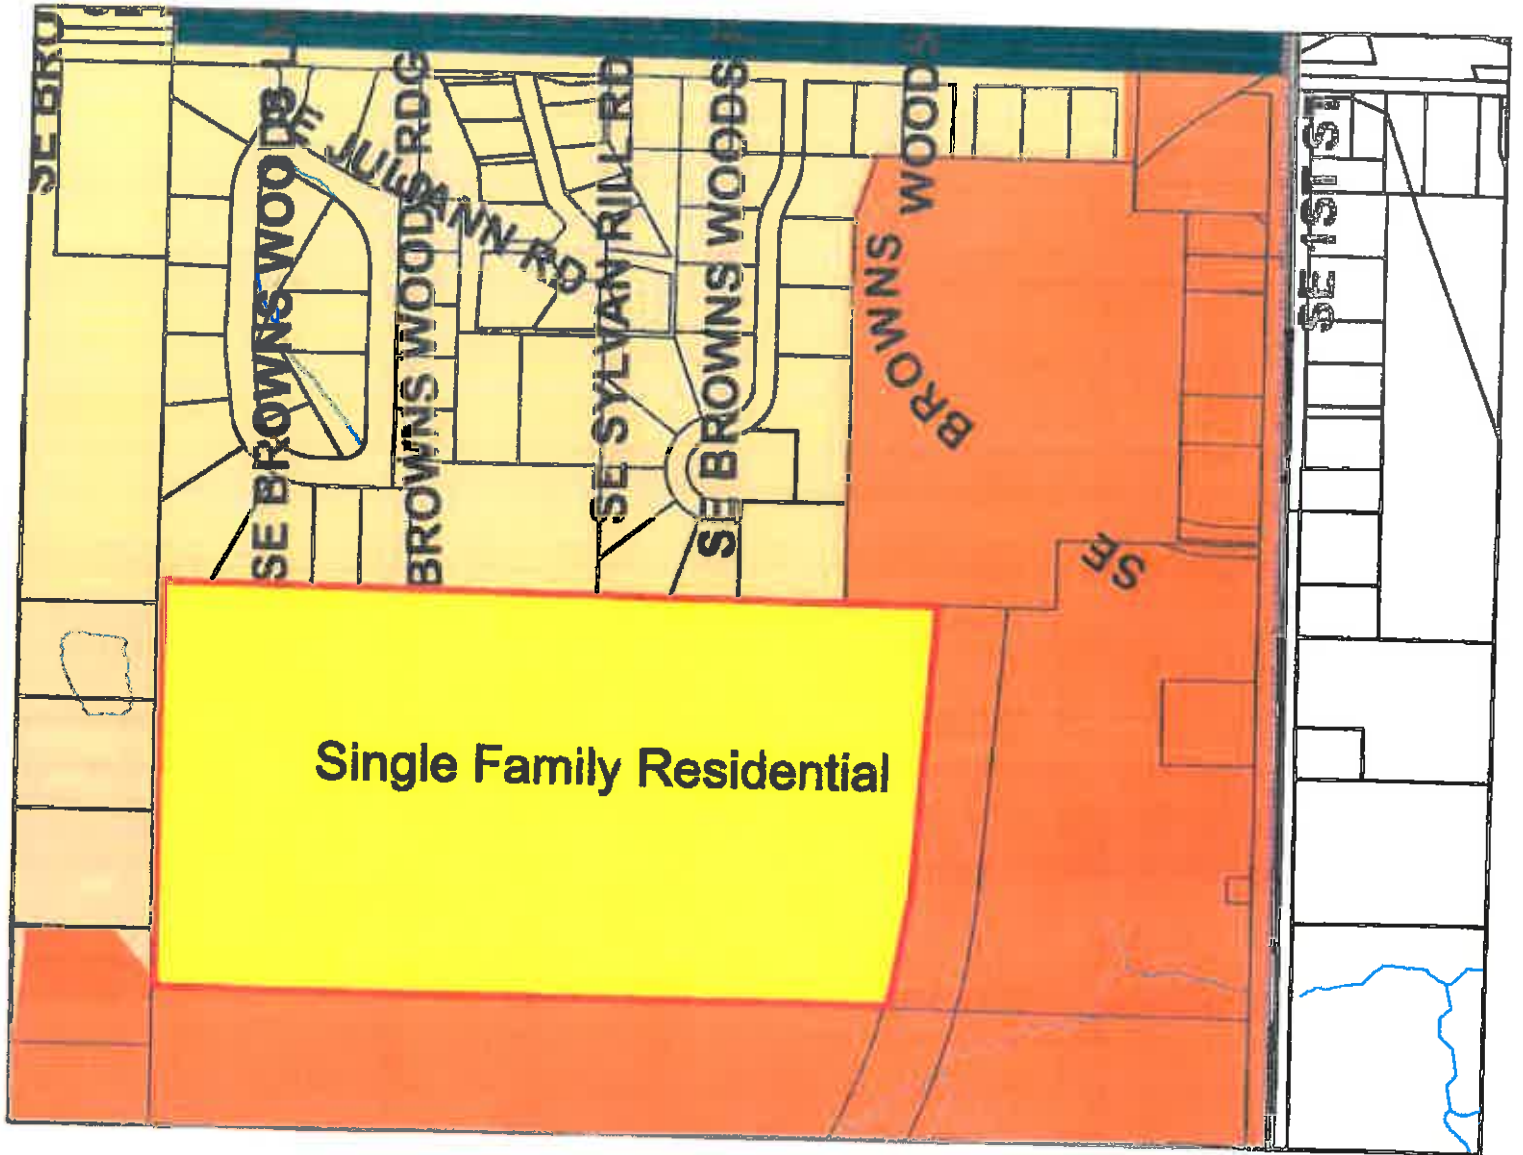 SE BRO
SE BROWNS WOODS
JULIANN RD
BROWNS WOODS RDG
SE SYLVAN RILL RD
SE BROWNS WOODS
SE BROWNS WOODS
SE 1ST ST
Single Family Residential